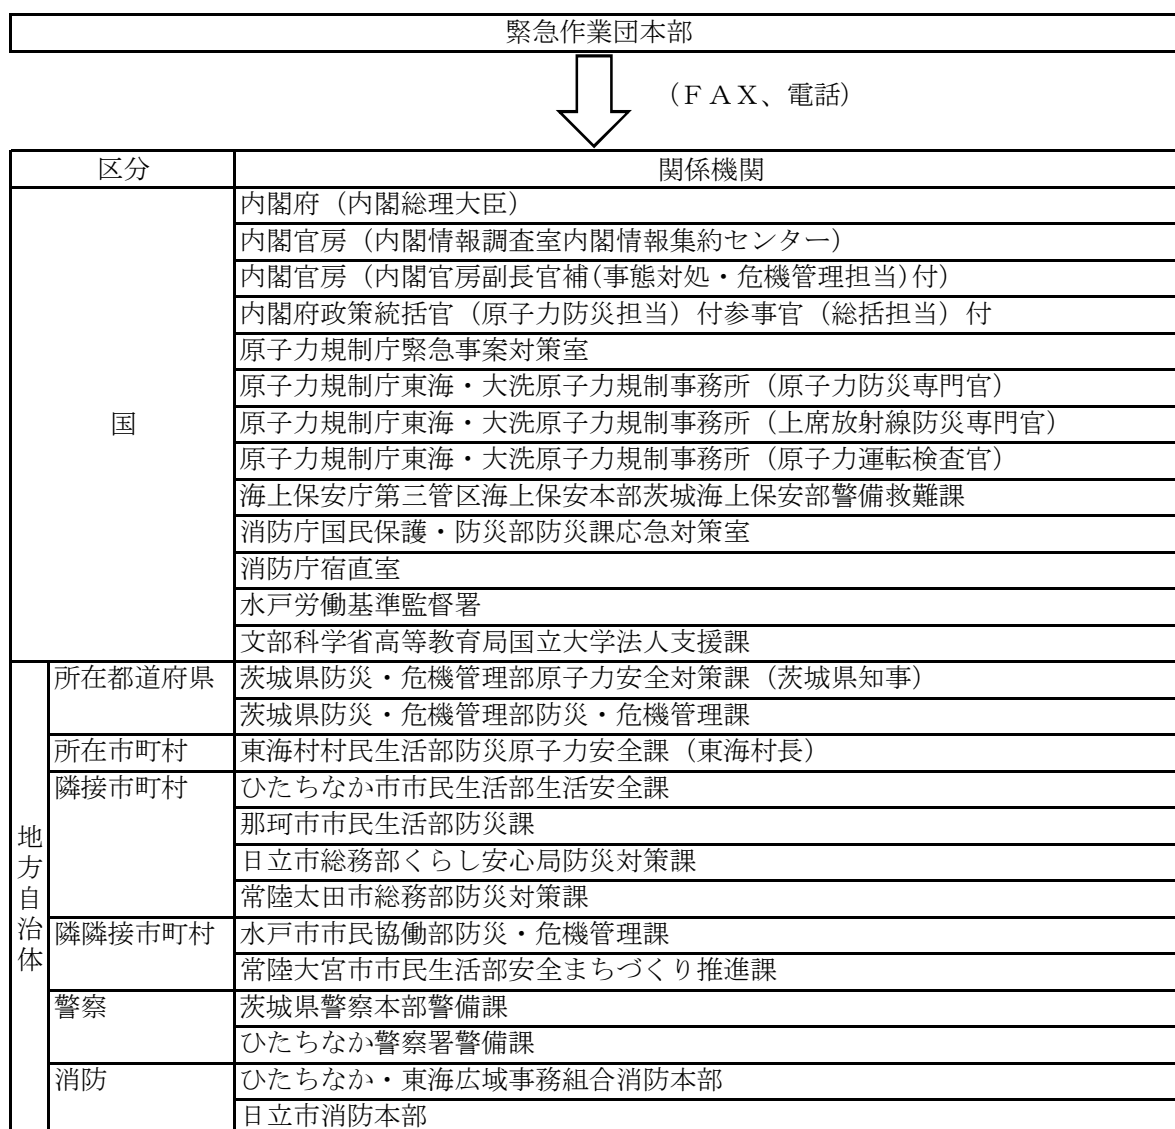 緊急作業団本部
（ＦＡＸ、電話）
区分 関係機関
国
内閣府（内閣総理大臣）
内閣官房（内閣情報調査室内閣情報集約センター）
内閣官房（内閣官房副長官補(事態対処・危機管理担当)付）
内閣府政策統括官（原子力防災担当）付参事官（総括担当）付
原子力規制庁緊急事案対策室
原子力規制庁東海・大洗原子力規制事務所（原子力防災専門官）
原子力規制庁東海・大洗原子力規制事務所（上席放射線防災専門官）
原子力規制庁東海・大洗原子力規制事務所（原子力運転検査官）
海上保安庁第三管区海上保安本部茨城海上保安部警備救難課
消防庁国民保護・防災部防災課応急対策室
消防庁宿直室
水戸労働基準監督署
文部科学省高等教育局国立大学法人支援課
地方自治体
所在都道府県 茨城県防災・危機管理部原子力安全対策課（茨城県知事）
茨城県防災・危機管理部防災・危機管理課
所在市町村 東海村村民生活部防災原子力安全課（東海村長）
隣接市町村 ひたちなか市市民生活部生活安全課
那珂市市民生活部防災課
日立市総務部くらし安心局防災対策課
常陸太田市総務部防災対策課
隣隣接市町村 水戸市市民協働部防災・危機管理課
常陸大宮市市民生活部安全まちづくり推進課
警察 茨城県警察本部警備課
ひたちなか警察署警備課
消防 ひたちなか・東海広域事務組合消防本部
日立市消防本部